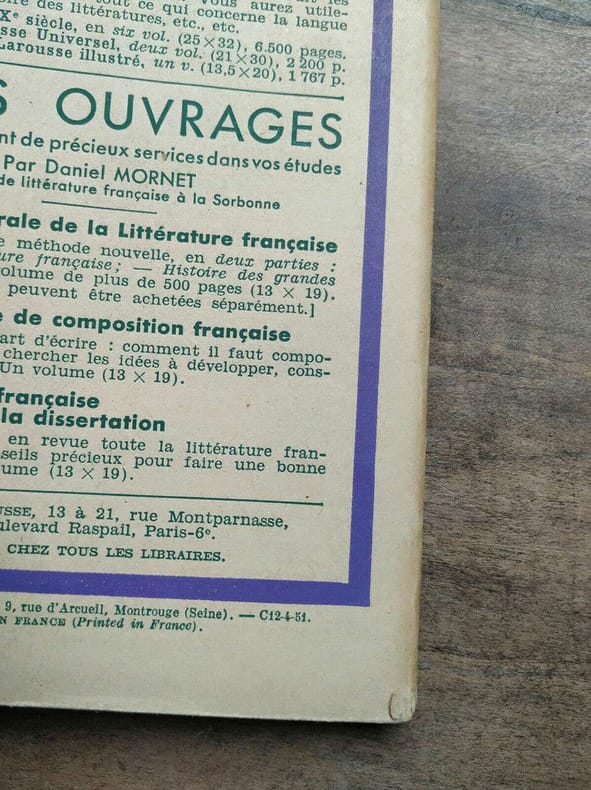 tout ce qui concerne la langue
des littératures, etc., etc.
siècle, en six vol. (25×32), 6.500 pages.
Universel, deux vol. (21×30), 2 200 p.
Larousse illustré, un v. (13,5×20), 1 767 p.
S OUVRAGES
nt de précieux services dans vos études
Par Daniel MORNET
de littérature française à la Sorbonne
rale de la Littérature française
e méthode nouvelle, en deux parties :
ure française ; — Histoire des grandes
volume de plus de 500 pages (13 × 19).
peuvent être achetées séparément.]
e de composition française
art d'écrire : comment il faut compo-
chercher les idées à développer, cons-
Un volume (13 × 19).
française
la dissertation
en revue toute la littérature fran-
seils précieux pour faire une bonne
ume (13 × 19).
USSE, 13 à 21, rue Montparnasse,
ulevard Raspail, Paris-6e.
CHEZ TOUS LES LIBRAIRES.
9, rue d'Arcueil, Montrouge (Seine). — C12-4-51.
N FRANCE (Printed in France).